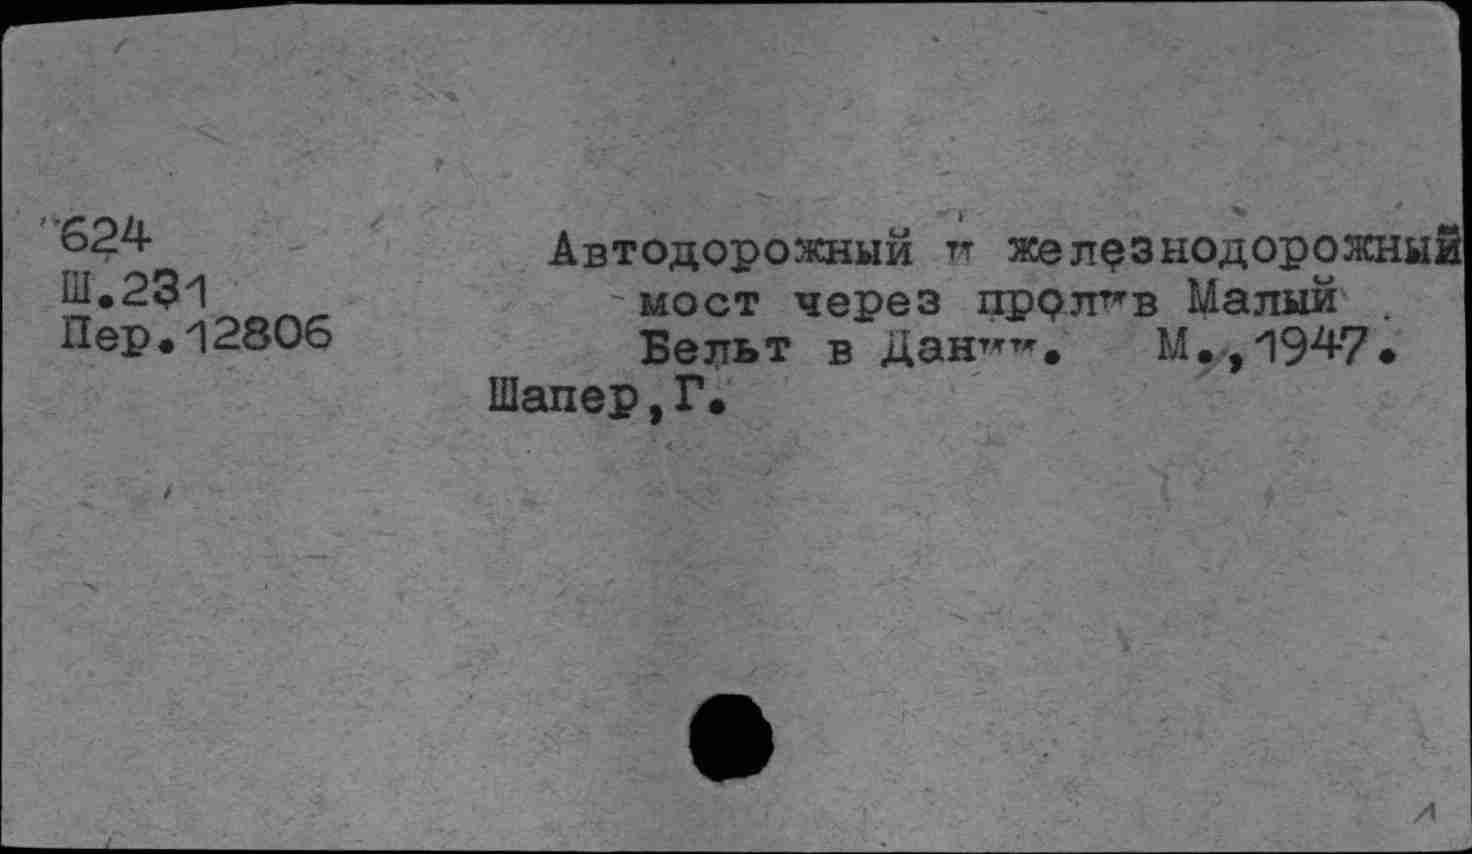 624
Ш.231
Пер.12806
Автодорожный и железнодорожный
мост через пролив Малый
Бельт в Дании. М.,1947.
Шапер,Г.